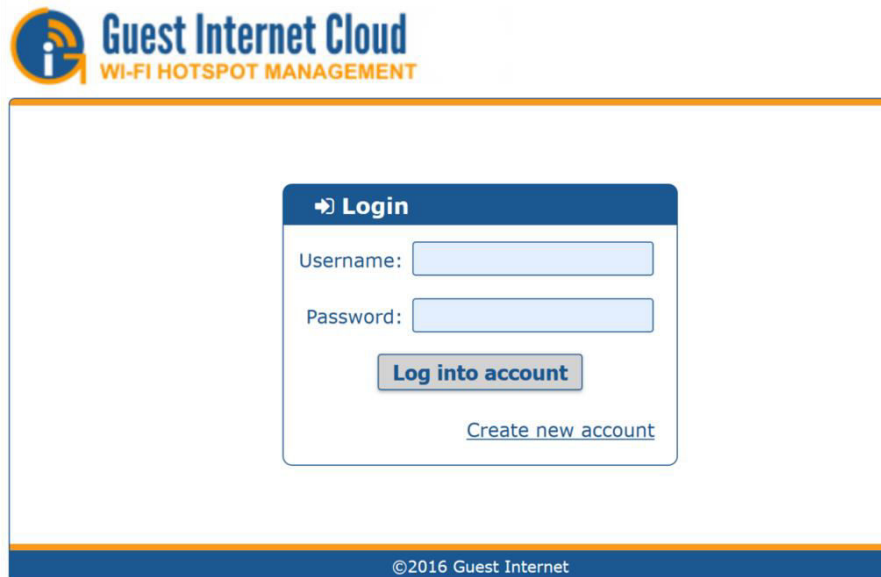 Guest Internet Cloud
WI-FI HOTSPOT MANAGEMENT
Login
Username:
Password:
Log into account
Create new account
©2016 Guest Internet